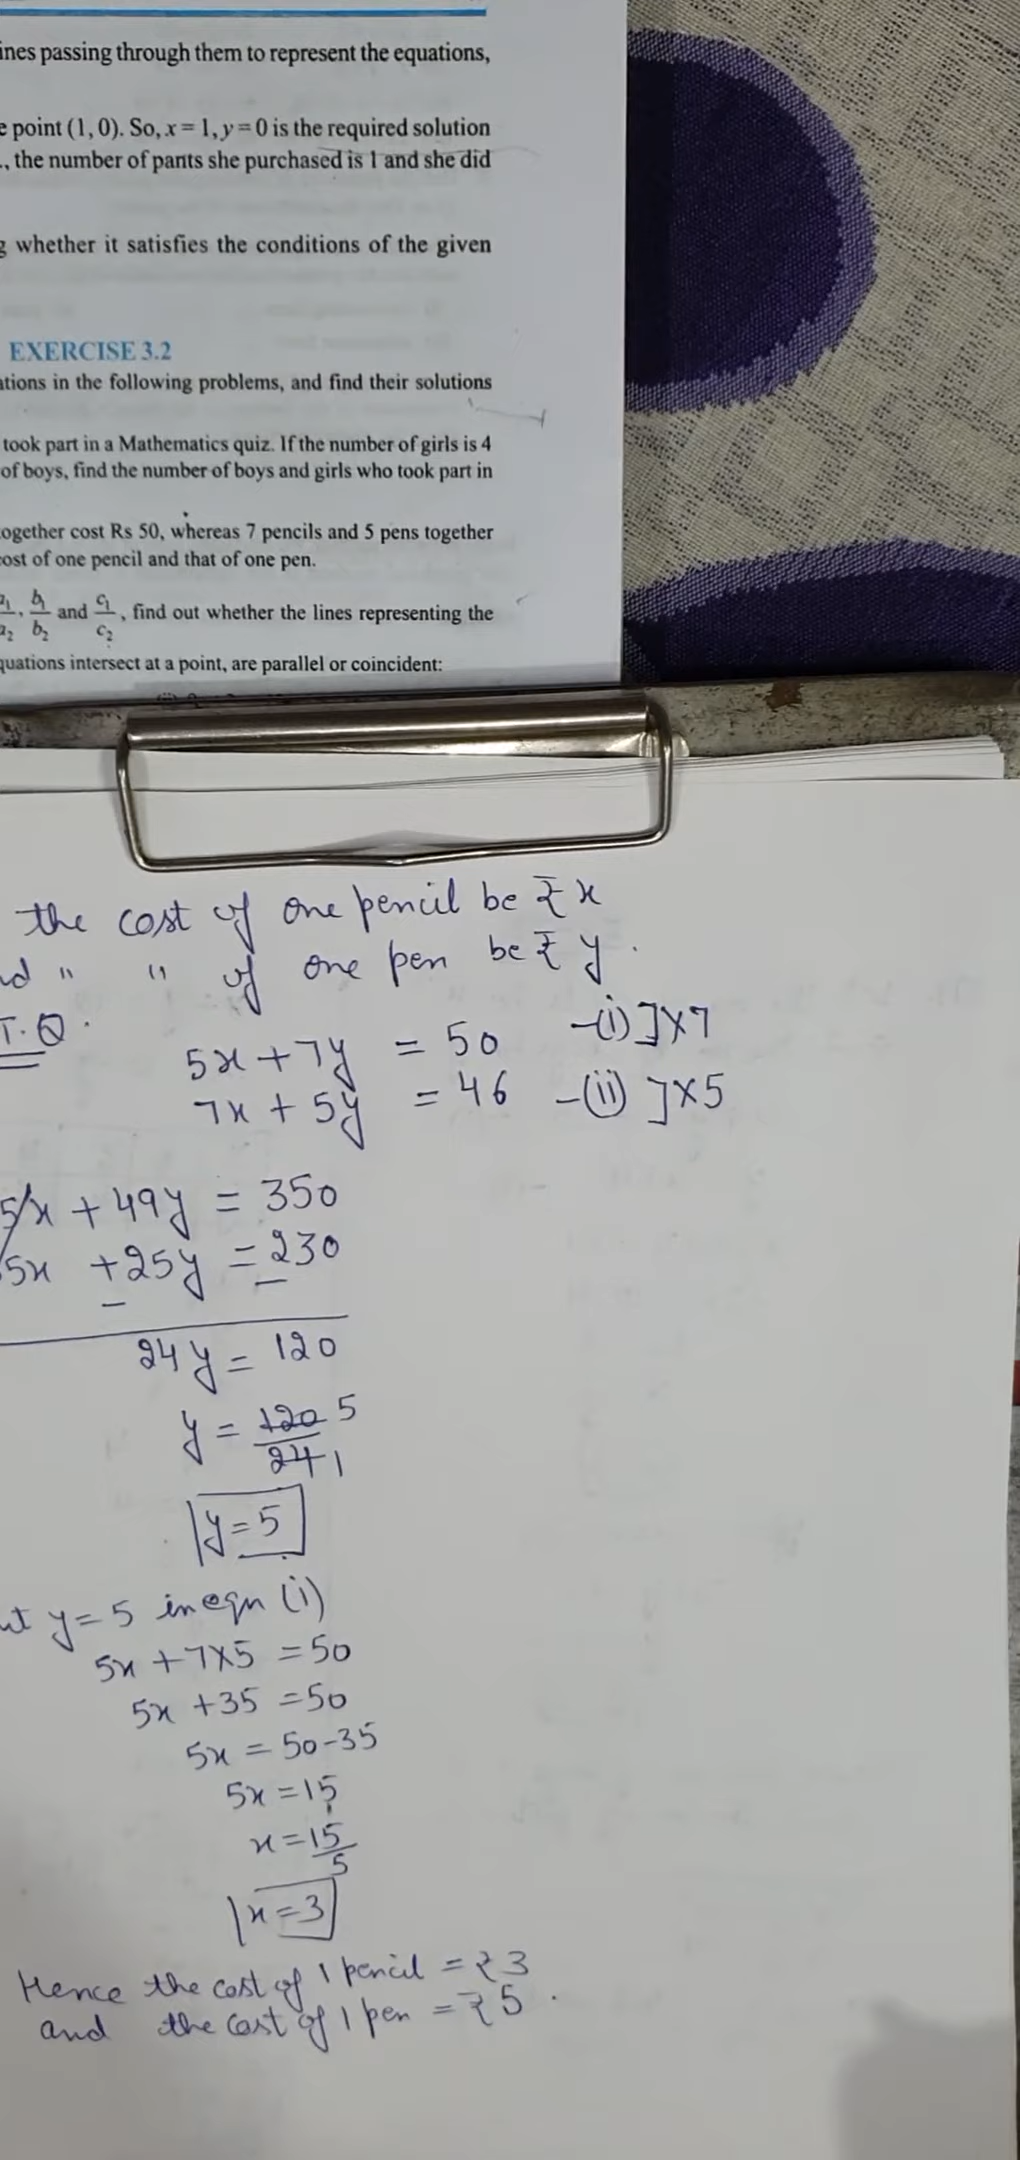 ines passing through them to represent the equations,
e point (1, 0). So, x = 1, y = 0 is the required solution
., the number of pants she purchased is 1 and she did
g whether it satisfies the conditions of the given
EXERCISE 3.2
ations in the following problems, and find their solutions
took part in a Mathematics quiz. If the number of girls is 4
of boys, find the number of boys and girls who took part in
ogether cost Rs 50, whereas 7 pencils and 5 pens together
cost of one pencil and that of one pen.
a₁/a₂, b₁/b₂ and c₁/c₂, find out whether the lines representing the
quations intersect at a point, are parallel or coincident:
the cost of one pencil be ₹ x
nd " " of one pen be ₹ y.
T.Q.
5x + 7y = 50 -(i) ]×7
7x + 5y = 46 -(ii) ]×5
5x + 49y = 350
5x + 25y = 230
- -
24y = 120
y = 120/24 5/1
y = 5
ut y = 5 in eqn (i)
5x + 7×5 = 50
5x + 35 = 50
5x = 50-35
5x = 15
x = 15/5
x = 3
Hence the cost of 1 pencil = ₹3
and the cost of 1 pen = ₹5.